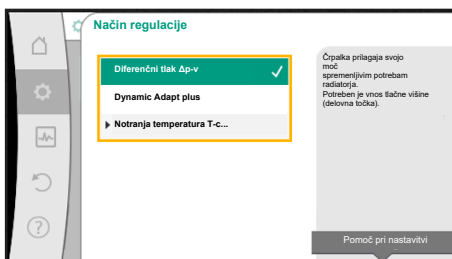 Način regulacije
Diferenčni tlak Δp-v
Dynamic Adapt plus
Notranja temperatura T-c...
Črpalka prilagaja svojo
moč
spremenljivim potrebam
radiatorja.
Potreben je vnos tlačne višine
(delovna točka).
Pomoč pri nastavitvi